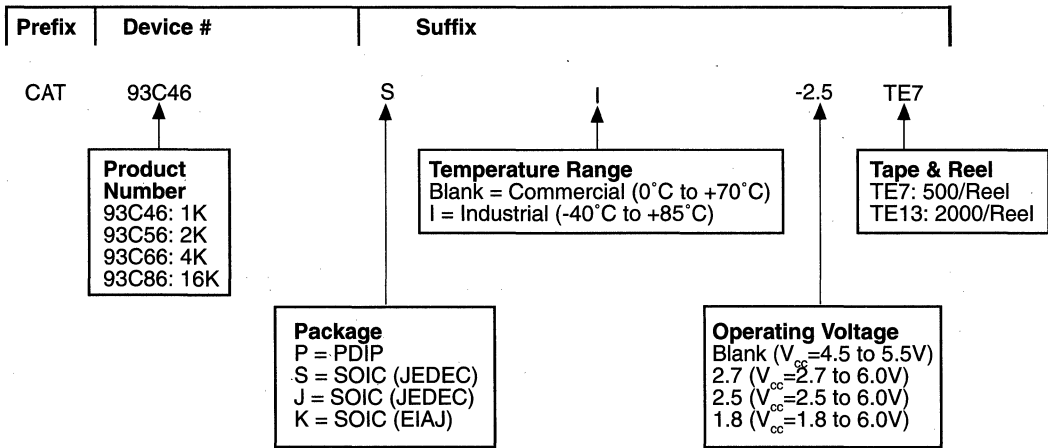 Prefix Device # Suffix
CAT 93C46 S I -2.5 TE7
Product
Number
93C46: 1K
93C56: 2K
93C66: 4K
93C86: 16K
Temperature Range
Blank = Commercial (0˚C to +70˚C)
I = Industrial (-40˚C to +85˚C)
Tape & Reel
TE7: 500/Reel
TE13: 2000/Reel
Package
P = PDIP
S = SOIC (JEDEC)
J = SOIC (JEDEC)
K = SOIC (EIAJ)
Operating Voltage
Blank (Vcc=4.5 to 5.5V)
2.7 (Vcc=2.7 to 6.0V)
2.5 (Vcc=2.5 to 6.0V)
1.8 (Vcc=1.8 to 6.0V)